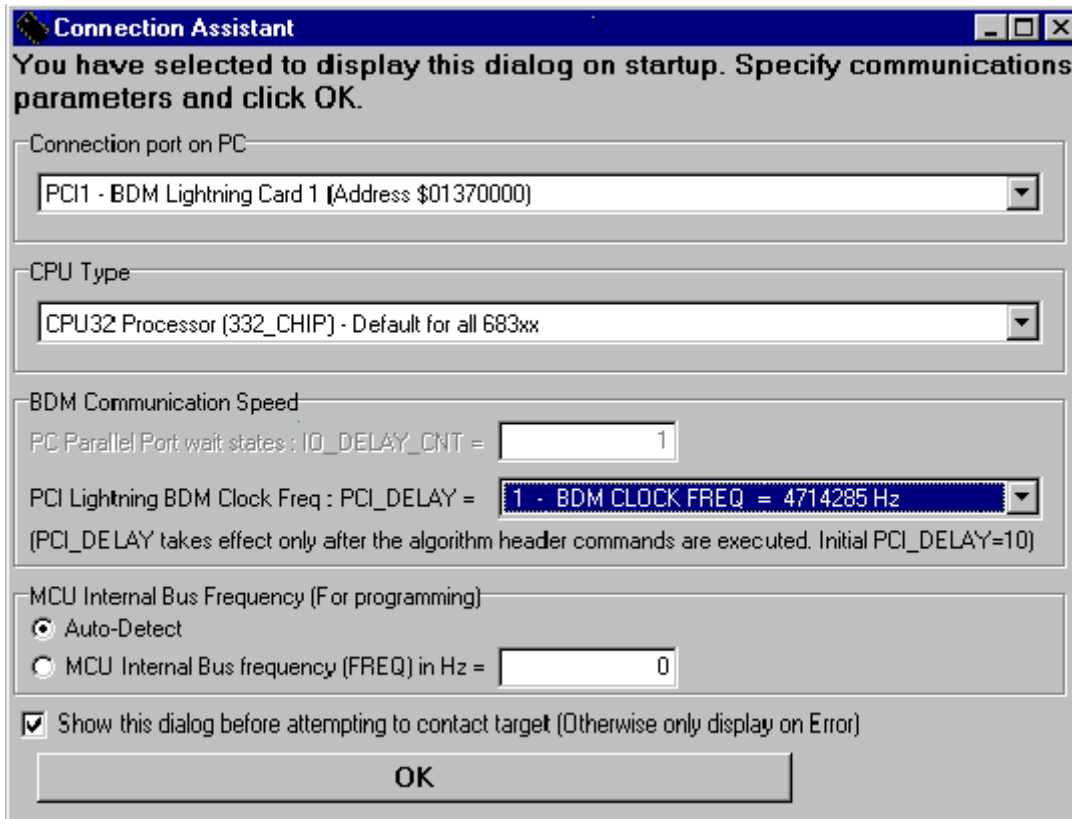 Connection Assistant
You have selected to display this dialog on startup. Specify communications
parameters and click OK.
Connection port on PC
PCI1 - BDM Lightning Card 1 (Address $01370000)
CPU Type
CPU32 Processor (332_CHIP) - Default for all 683xx
BDM Communication Speed
PC Parallel Port wait states : IO_DELAY_CNT = 1
PCI Lightning BDM Clock Freq : PCI_DELAY = 1 - BDM CLOCK FREQ = 4714285 Hz
(PCI_DELAY takes effect only after the algorithm header commands are executed. Initial PCI_DELAY=10)
MCU Internal Bus Frequency (For programming)
Auto-Detect
MCU Internal Bus frequency (FREQ) in Hz = 0
Show this dialog before attempting to contact target (Otherwise only display on Error)
OK